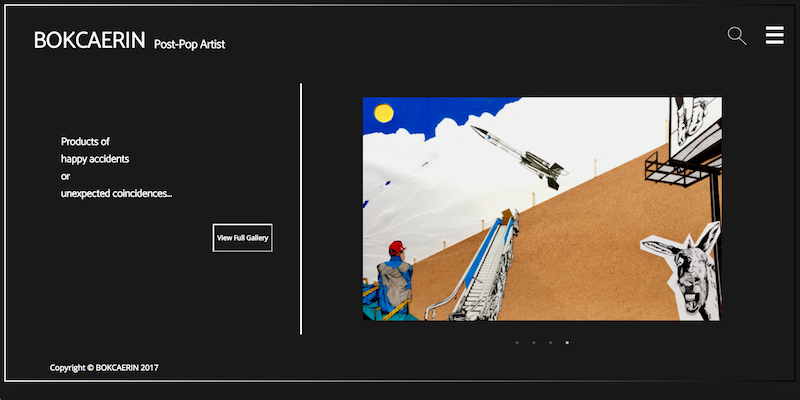 BOKCAERIN Post-Pop Artist
Products of
happy accidents
or
unexpected coincidences...
View Full Gallery
Copyright © BOKCAERIN 2017